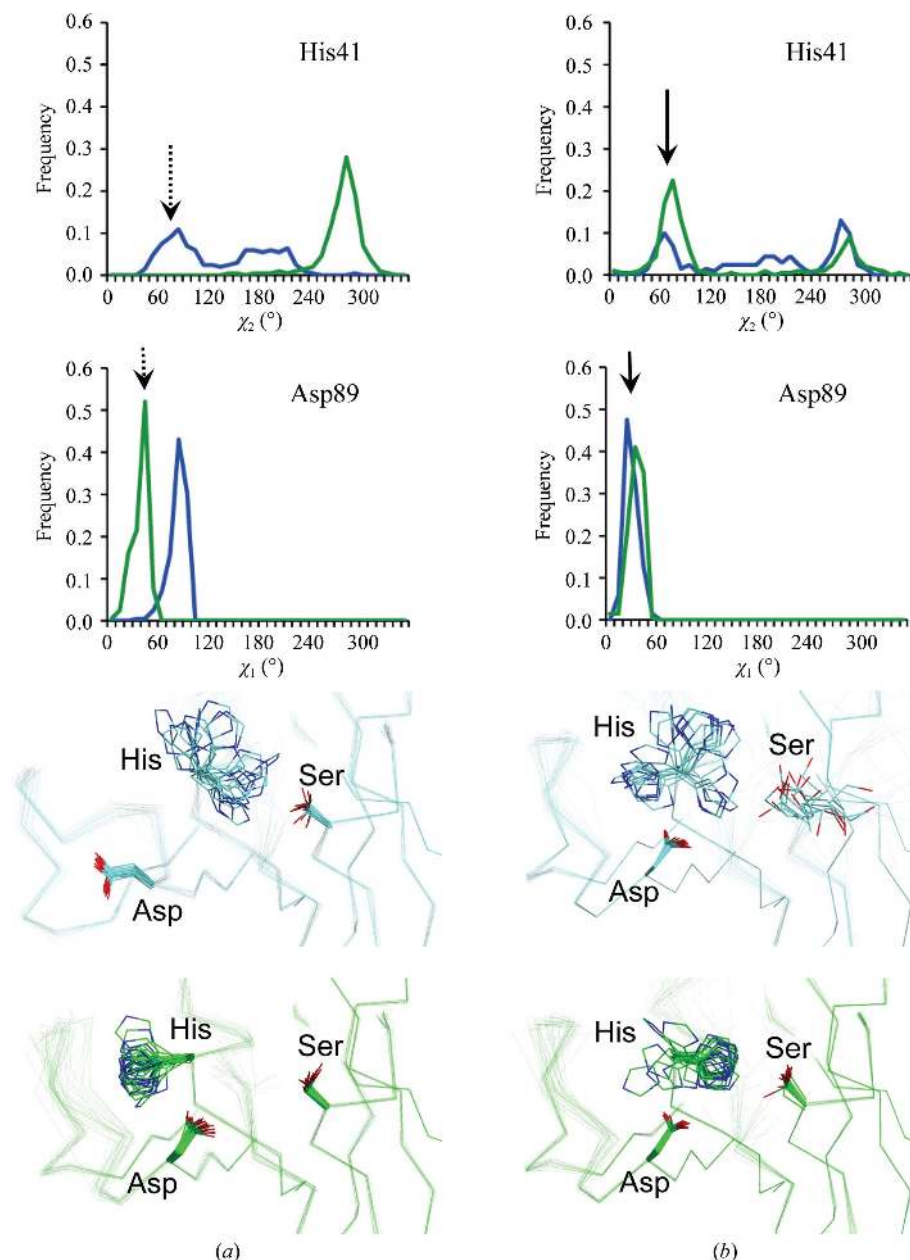 0.6
His41
0.5
0.4
Frequency
0.3
0.2
0.1
0.0
0 60 120 180 240 300
χ2 (°)
0.6
His41
0.5
0.4
Frequency
0.3
0.2
0.1
0.0
0 60 120 180 240 300
χ2 (°)
0.6
Asp89
0.5
0.4
Frequency
0.3
0.2
0.1
0.0
0 60 120 180 240 300
χ1 (°)
0.6
Asp89
0.5
0.4
Frequency
0.3
0.2
0.1
0.0
0 60 120 180 240 300
χ1 (°)
His
Ser
Asp
His
Ser
Asp
His
Ser
Asp
His
Ser
Asp
(a)
(b)